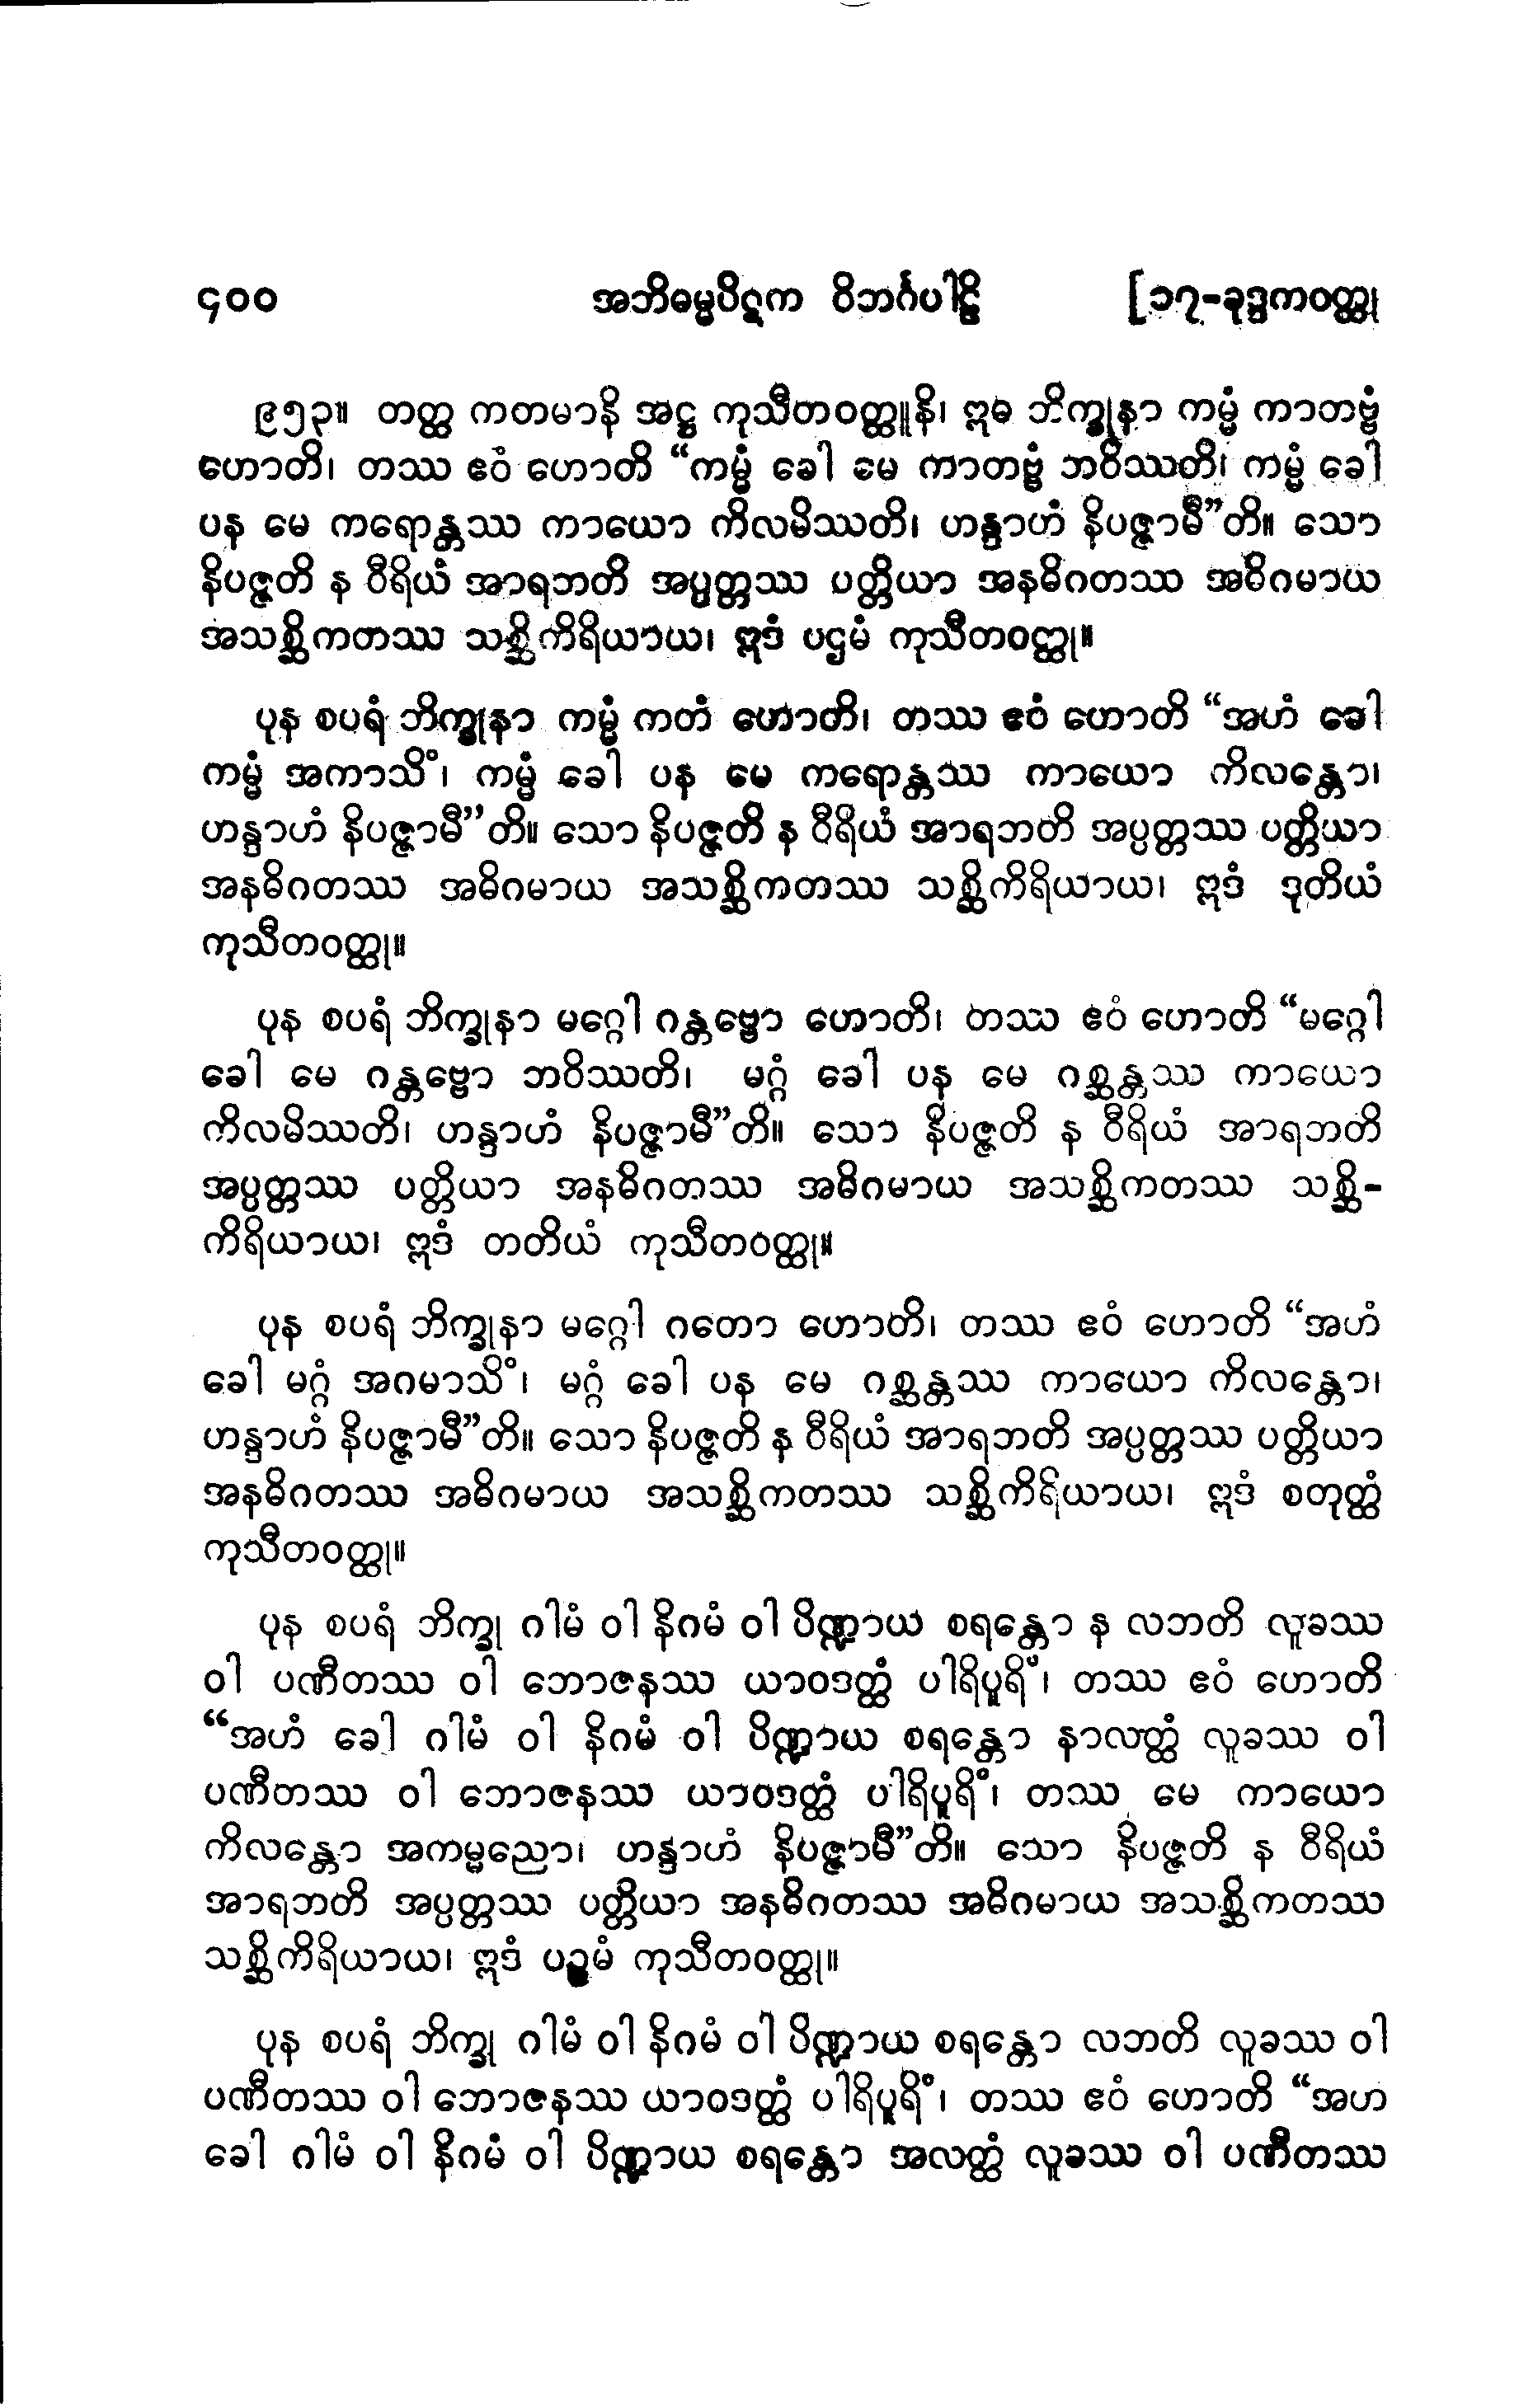 ၄၀၀ အဘိဓမ္မပိဋက ဝိဘင်္ဂပါဠိ [၁၇-ခုဒ္ဒကဝတ္ထု
၉၅၃။ တတ္ထ ကတမာနိ အဋ္ဌ ကုသီတဝတ္ထူနိ၊ ဣဓ ဘိက္ခုနာ ကမ္မံ ကာတဗ္ဗံ
ဟောတိ၊ တဿ ဧဝံ ဟောတိ “ကမ္မံ ခေါ မေ ကာတဗ္ဗံ ဘဝိဿတိ၊ ကမ္မံ ခေါ
ပန မေ ကရောန္တဿ ကာယော ကိလမိဿတိ၊ ဟန္ဒာဟံ နိပဇ္ဇာမီ”တိ။ သော
နိပဇ္ဇတိ န ဝီရိယံ အာရဘတိ အပ္ပတ္တဿ ပတ္တိယာ အနဓိဂတဿ အဓိဂမာယ
အသစ္ဆိကတဿ သစ္ဆိကိရိယာယ၊ ဣဒံ ပဌမံ ကုသီတဝတ္ထု။
ပုန စပရံ ဘိက္ခုနာ ကမ္မံ ကတံ ဟောတိ၊ တဿ ဧဝံ ဟောတိ “အဟံ ခေါ
ကမ္မံ အကာသိံ၊ ကမ္မံ ခေါ ပန မေ ကရောန္တဿ ကာယော ကိလန္တော၊
ဟန္ဒာဟံ နိပဇ္ဇာမီ”တိ။ သော နိပဇ္ဇတိ န ဝီရိယံ အာရဘတိ အပ္ပတ္တဿ ပတ္တိယာ
အနဓိဂတဿ အဓိဂမာယ အသစ္ဆိကတဿ သစ္ဆိကိရိယာယ၊ ဣဒံ ဒုတိယံ
ကုသီတဝတ္ထု။
ပုန စပရံ ဘိက္ခုနာ မဂ္ဂေါ ဂန္တဗ္ဗော ဟောတိ၊ တဿ ဧဝံ ဟောတိ “မဂ္ဂေါ
ခေါ မေ ဂန္တဗ္ဗော ဘဝိဿတိ၊ မဂ္ဂံ ခေါ ပန မေ ဂစ္ဆန္တဿ ကာယော
ကိလမိဿတိ၊ ဟန္ဒာဟံ နိပဇ္ဇာမီ”တိ။ သော နိပဇ္ဇတိ န ဝီရိယံ အာရဘတိ
အပ္ပတ္တဿ ပတ္တိယာ အနဓိဂတဿ အဓိဂမာယ အသစ္ဆိကတဿ သစ္ဆိ-
ကိရိယာယ၊ ဣဒံ တတိယံ ကုသီတဝတ္ထု။
ပုန စပရံ ဘိက္ခုနာ မဂ္ဂေါ ဂတော ဟောတိ၊ တဿ ဧဝံ ဟောတိ “အဟံ
ခေါ မဂ္ဂံ အဂမာသိံ၊ မဂ္ဂံ ခေါ ပန မေ ဂစ္ဆန္တဿ ကာယော ကိလန္တော၊
ဟန္ဒာဟံ နိပဇ္ဇာမီ”တိ။ သော နိပဇ္ဇတိ န ဝီရိယံ အာရဘတိ အပ္ပတ္တဿ ပတ္တိယာ
အနဓိဂတဿ အဓိဂမာယ အသစ္ဆိကတဿ သစ္ဆိကိရိယာယ၊ ဣဒံ စတုတ္ထံ
ကုသီတဝတ္ထု။
ပုန စပရံ ဘိက္ခု ဂါမံ ဝါ နိဂမံ ဝါ ပိဏ္ဍာယ စရန္တော န လဘတိ လူခဿ
ဝါ ပဏီတဿ ဝါ ဘောဇနဿ ယာဝဒတ္ထံ ပါရိပူရိံ၊ တဿ ဧဝံ ဟောတိ
“အဟံ ခေါ ဂါမံ ဝါ နိဂမံ ဝါ ပိဏ္ဍာယ စရန္တော နာလတ္ထံ လူခဿ ဝါ
ပဏီတဿ ဝါ ဘောဇနဿ ယာဝဒတ္ထံ ပါရိပူရိံ၊ တဿ မေ ကာယော
ကိလန္တော အကမ္မညော၊ ဟန္ဒာဟံ နိပဇ္ဇာမီ”တိ။ သော နိပဇ္ဇတိ န ဝီရိယံ
အာရဘတိ အပ္ပတ္တဿ ပတ္တိယာ အနဓိဂတဿ အဓိဂမာယ အသစ္ဆိကတဿ
သစ္ဆိကိရိယာယ၊ ဣဒံ ပဉ္စမံ ကုသီတဝတ္ထု။
ပုန စပရံ ဘိက္ခု ဂါမံ ဝါ နိဂမံ ဝါ ပိဏ္ဍာယ စရန္တော လဘတိ လူခဿ ဝါ
ပဏီတဿ ဝါ ဘောဇနဿ ယာဝဒတ္ထံ ပါရိပူရိံ၊ တဿ ဧဝံ ဟောတိ “အဟ
ခေါ ဂါမံ ဝါ နိဂမံ ဝါ ပိဏ္ဍာယ စရန္တော အလတ္ထံ လူခဿ ဝါ ပဏီတဿ